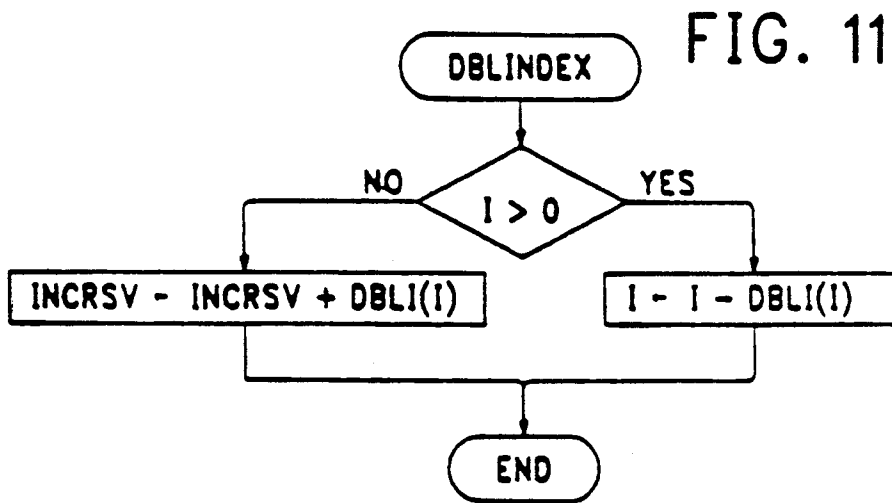 FIG. 11
DBLINDEX
NO
YES
I > 0
INCRSV - INCRSV + DBLI(I)
I - I - DBLI(I)
END